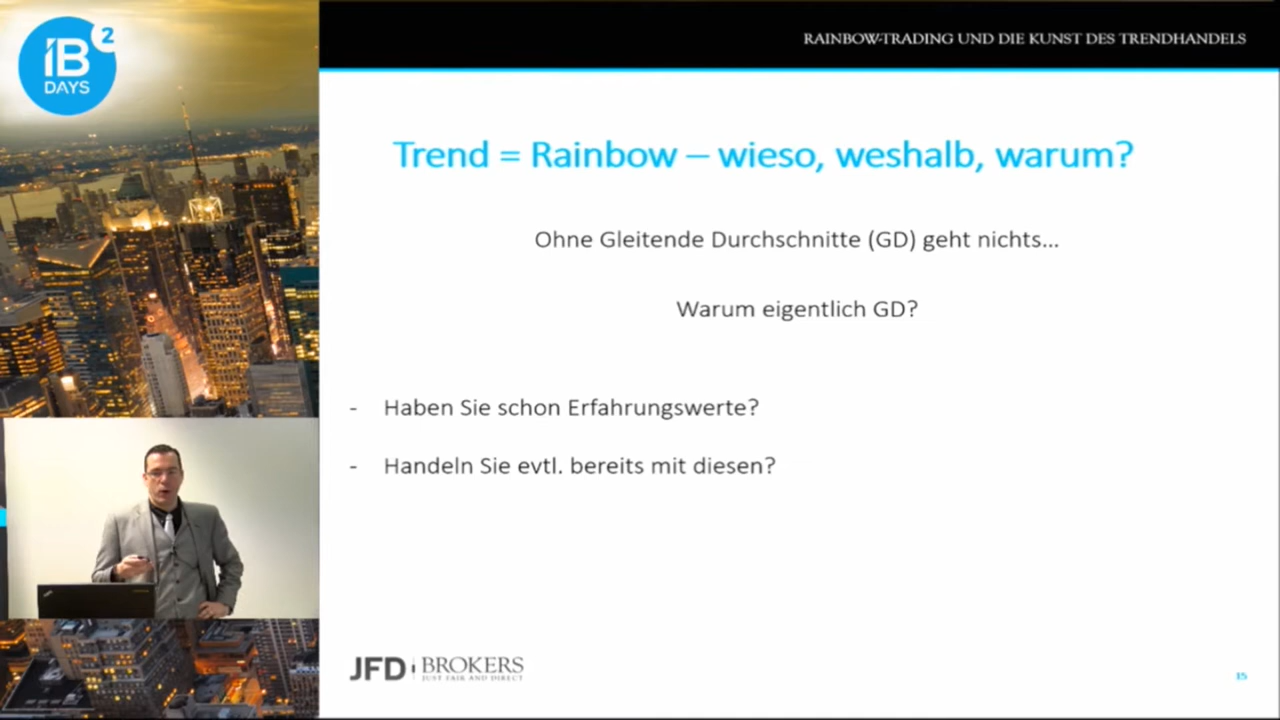 IB
2
DAYS
RAINBOW-TRADING UND DIE KUNST DES TRENDHANDELS
Trend = Rainbow – wieso, weshalb, warum?
Ohne Gleitende Durchschnitte (GD) geht nichts...
Warum eigentlich GD?
- Haben Sie schon Erfahrungswerte?
- Handeln Sie evtl. bereits mit diesen?
JFD BROKERS
JUST FAIR AND DIRECT
15